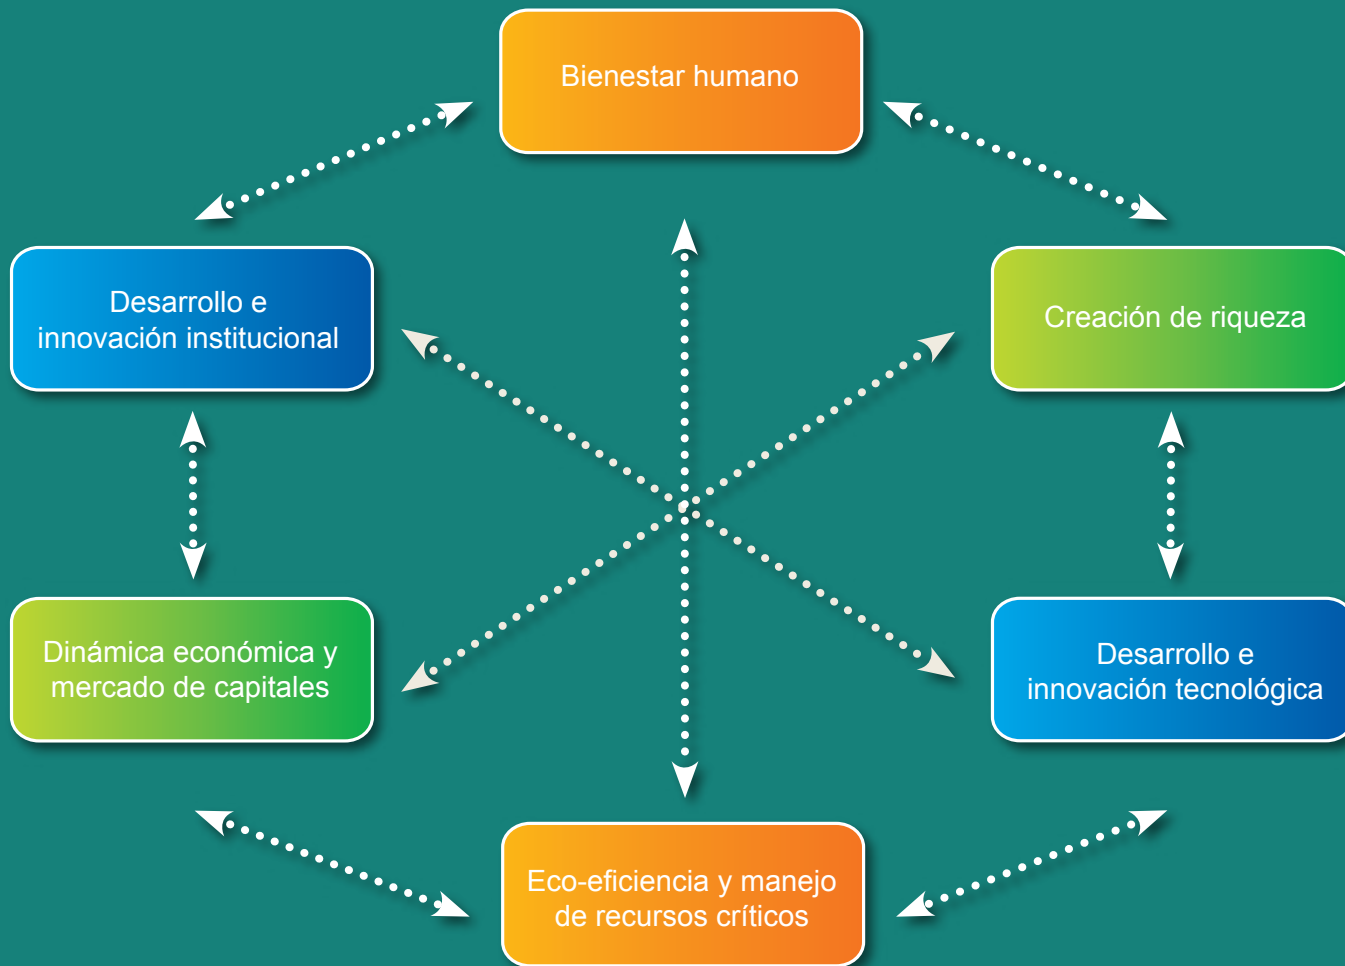 Bienestar humano
Desarrollo e
innovación institucional
Creación de riqueza
Dinámica económica y
mercado de capitales
Desarrollo e
innovación tecnológica
Eco-eficiencia y manejo
de recursos críticos